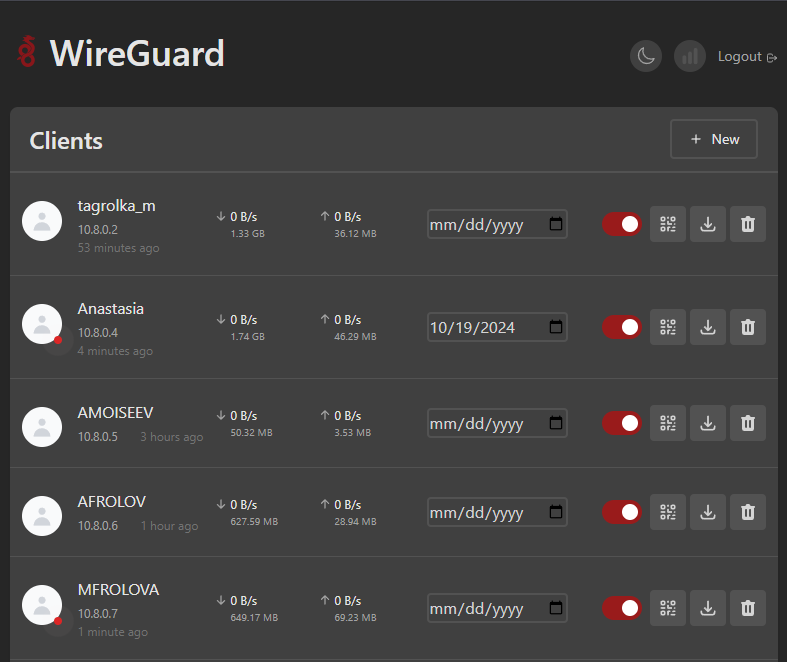 WireGuard
Logout
Clients
+ New
tagrolka_m
10.8.0.2
53 minutes ago
↓ 0 B/s
1.33 GB
↑ 0 B/s
36.12 MB
mm/dd/yyyy
Anastasia
10.8.0.4
4 minutes ago
↓ 0 B/s
1.74 GB
↑ 0 B/s
46.29 MB
10/19/2024
AMOISEEV
10.8.0.5 3 hours ago
↓ 0 B/s
50.32 MB
↑ 0 B/s
3.53 MB
mm/dd/yyyy
AFROLOV
10.8.0.6 1 hour ago
↓ 0 B/s
627.59 MB
↑ 0 B/s
28.94 MB
mm/dd/yyyy
MFROLOVA
10.8.0.7
1 minute ago
↓ 0 B/s
649.17 MB
↑ 0 B/s
69.23 MB
mm/dd/yyyy